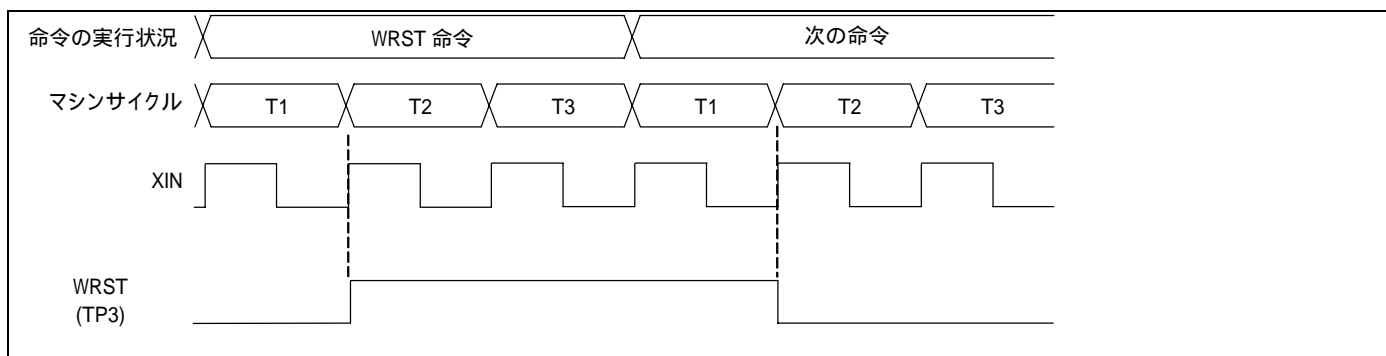 命令の実行状況 WRST 命令 次の命令
マシンサイクル T1 T2 T3 T1 T2 T3
XIN
WRST
(TP3)